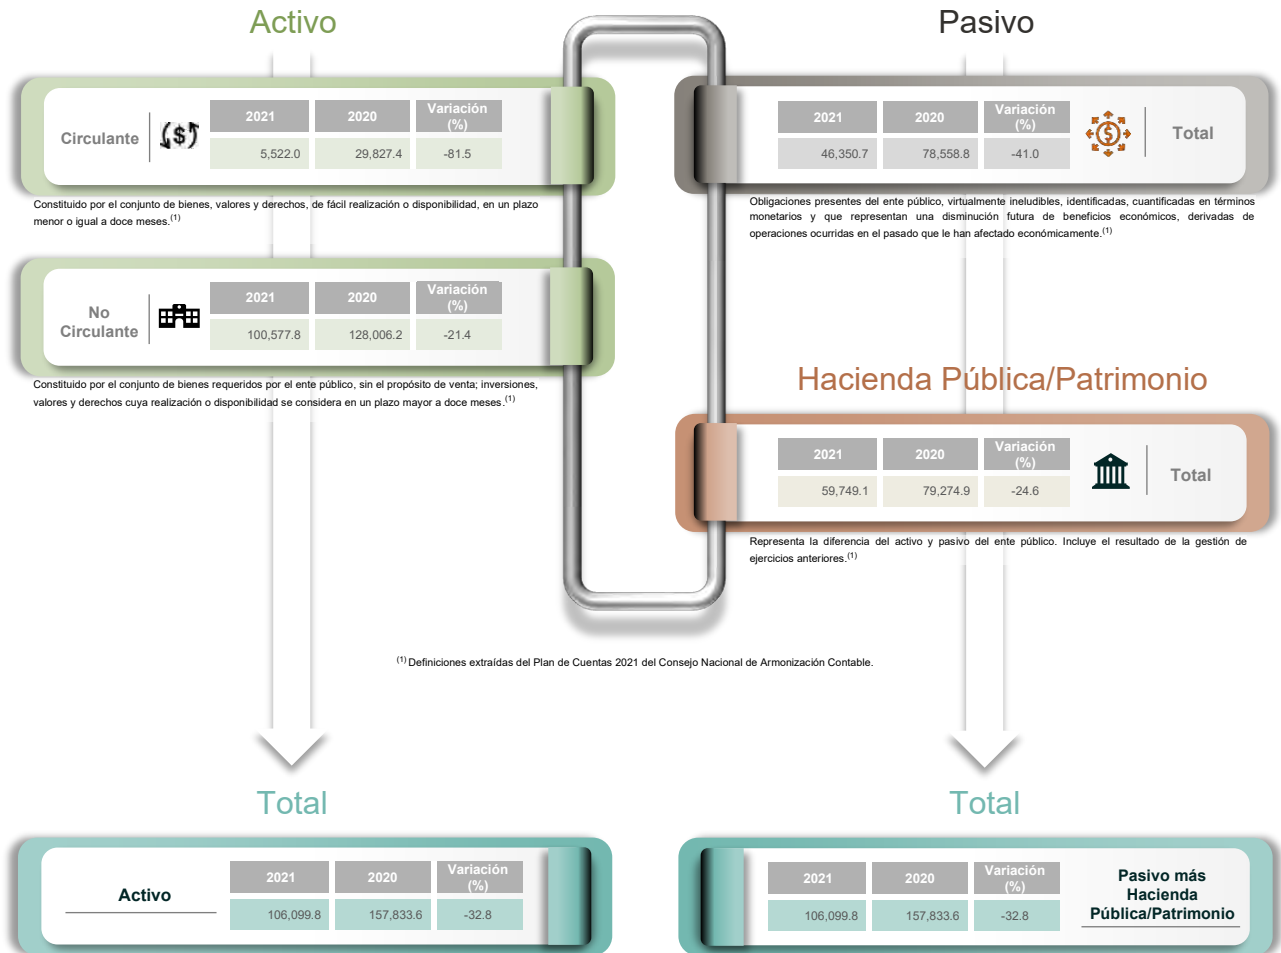 Activo
Circulante
2021 2020 Variación (%)
5,522.0 29,827.4 -81.5
Constituido por el conjunto de bienes, valores y derechos, de fácil realización o disponibilidad, en un plazo
menor o igual a doce meses.(1)
No
Circulante
2021 2020 Variación (%)
100,577.8 128,006.2 -21.4
Constituido por el conjunto de bienes requeridos por el ente público, sin el propósito de venta; inversiones,
valores y derechos cuya realización o disponibilidad se considera en un plazo mayor a doce meses.(1)
Pasivo
2021 2020 Variación (%)
46,350.7 78,558.8 -41.0
Total
Obligaciones presentes del ente público, virtualmente ineludibles, identificadas, cuantificadas en términos
monetarios y que representan una disminución futura de beneficios económicos, derivadas de
operaciones ocurridas en el pasado que le han afectado económicamente.(1)
Hacienda Pública/Patrimonio
2021 2020 Variación (%)
59,749.1 79,274.9 -24.6
Total
Representa la diferencia del activo y pasivo del ente público. Incluye el resultado de la gestión de
ejercicios anteriores.(1)
(1) Definiciones extraídas del Plan de Cuentas 2021 del Consejo Nacional de Armonización Contable.
Total
Activo
2021 2020 Variación (%)
106,099.8 157,833.6 -32.8
Total
2021 2020 Variación (%)
106,099.8 157,833.6 -32.8
Pasivo más
Hacienda
Pública/Patrimonio